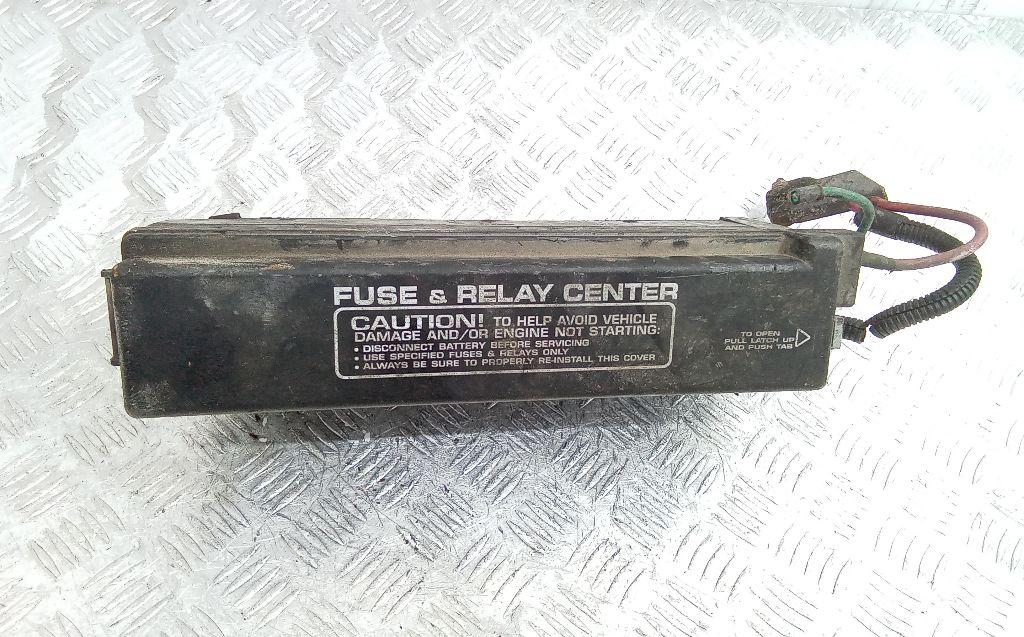 FUSE & RELAY CENTER
CAUTION! TO HELP AVOID VEHICLE
DAMAGE AND/OR ENGINE NOT STARTING:
• DISCONNECT BATTERY BEFORE SERVICING
• USE SPECIFIED FUSES & RELAYS ONLY
• ALWAYS BE SURE TO PROPERLY RE-INSTALL THIS COVER
TO OPEN
PULL LATCH UP
AND PUSH TAB